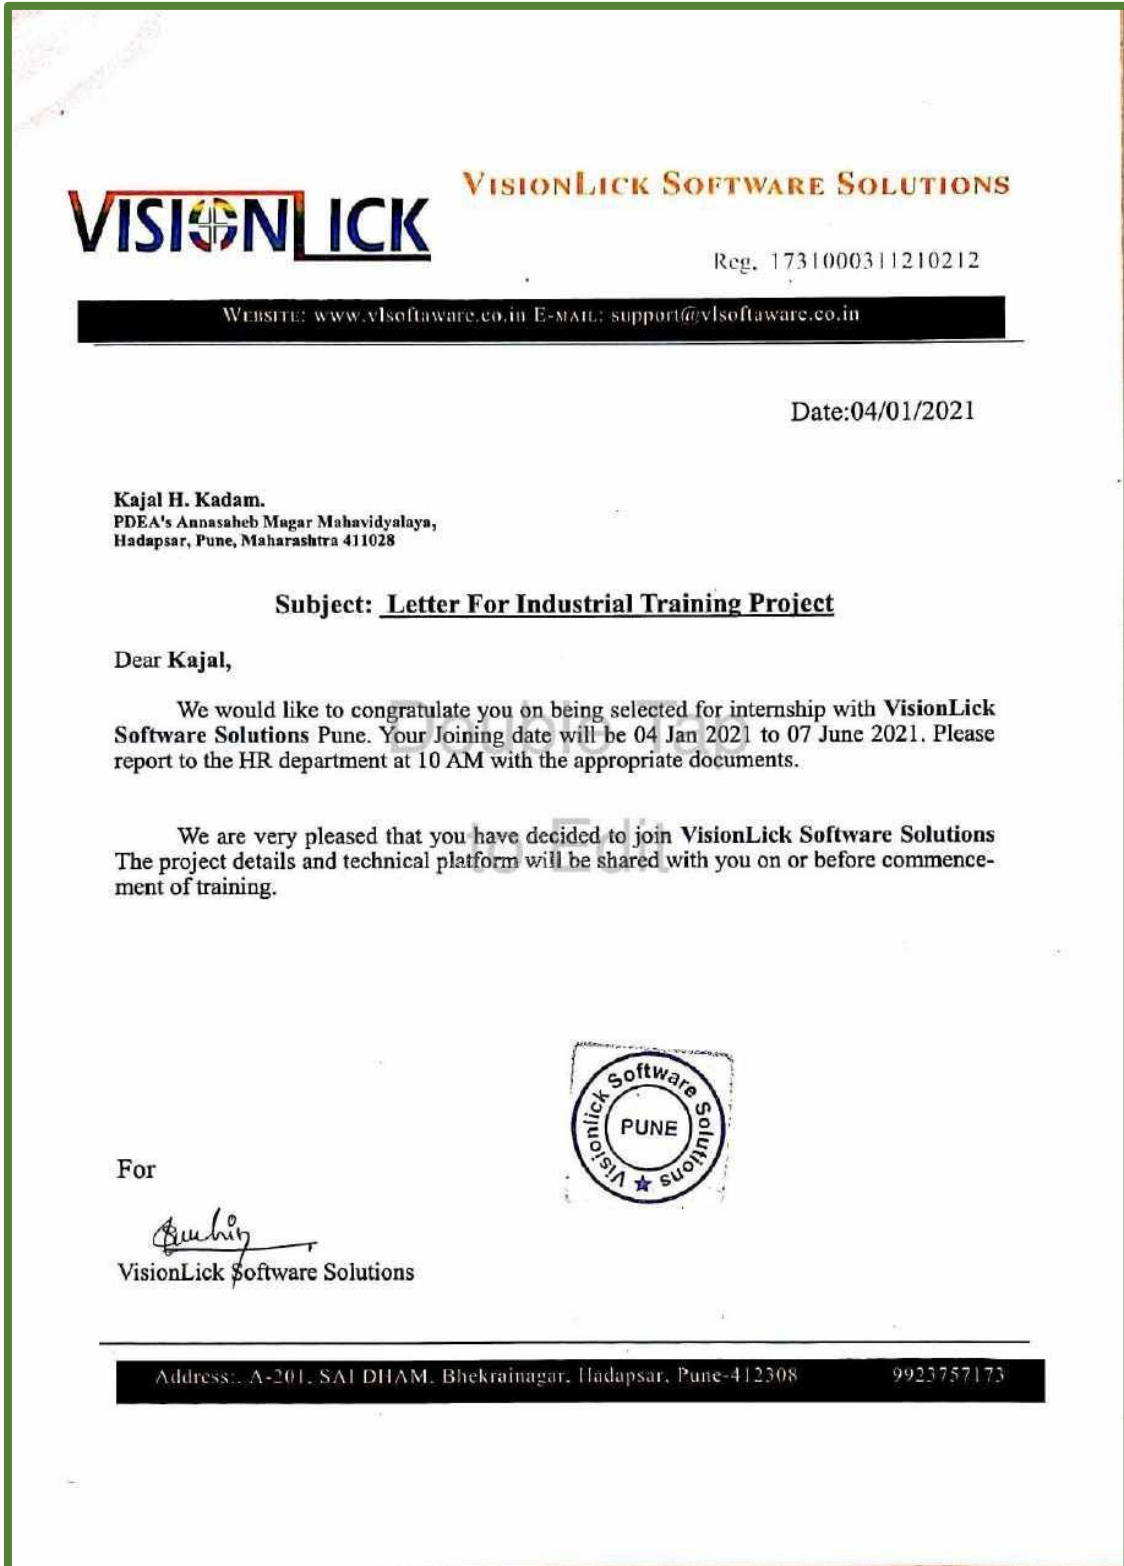 VISIONLICK
VISIONLICK SOFTWARE SOLUTIONS
Reg. 1731000311210212
WEBSITE: www.vlsoftaware.co.in E-MAIL: support@vlsoftaware.co.in
Date:04/01/2021
Kajal H. Kadam.
PDEA's Annasaheb Magar Mahavidyalaya,
Hadapsar, Pune, Maharashtra 411028
Subject: Letter For Industrial Training Project
Dear Kajal,
We would like to congratulate you on being selected for internship with VisionLick
Software Solutions Pune. Your Joining date will be 04 Jan 2021 to 07 June 2021. Please
report to the HR department at 10 AM with the appropriate documents.
Double Tap
We are very pleased that you have decided to join VisionLick Software Solutions
The project details and technical platform will be shared with you on or before commence-
ment of training.
to Edit
Visionlick Software Solutions
PUNE
For
VisionLick Software Solutions
Address:. A-201, SAI DHAM, Bhekrainagar, Hadapsar, Pune-412308 9923757173